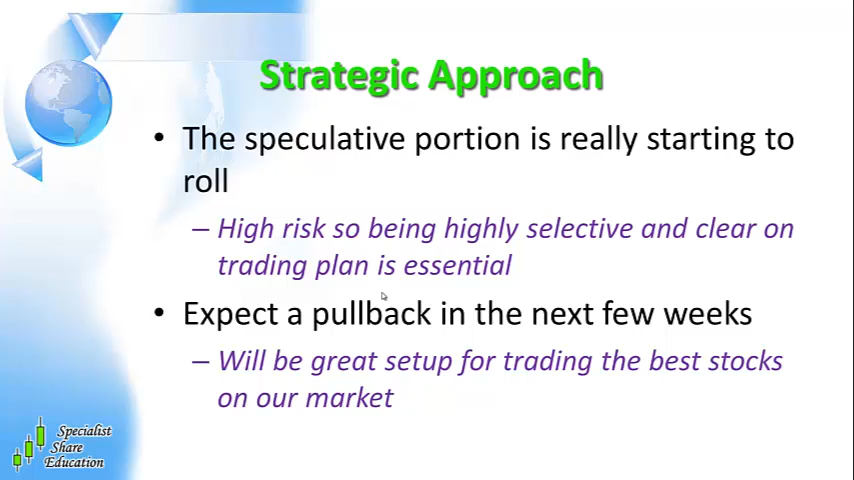 Strategic Approach
• The speculative portion is really starting to
roll
– High risk so being highly selective and clear on
trading plan is essential
• Expect a pullback in the next few weeks
– Will be great setup for trading the best stocks
on our market
Specialist
Share
Education